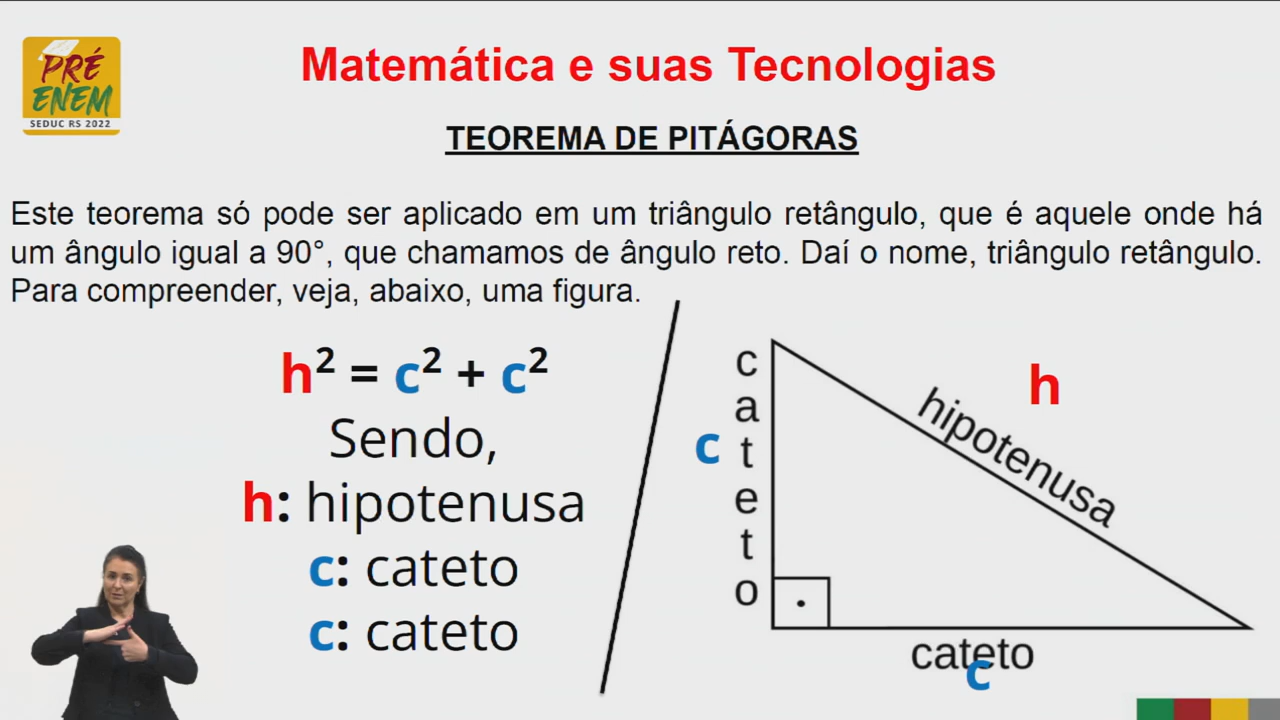 PRÉ
ENEM
SEDUC RS 2022
Matemática e suas Tecnologias
TEOREMA DE PITÁGORAS
Este teorema só pode ser aplicado em um triângulo retângulo, que é aquele onde há
um ângulo igual a 90°, que chamamos de ângulo reto. Daí o nome, triângulo retângulo.
Para compreender, veja, abaixo, uma figura.
h² = c² + c²
Sendo,
h: hipotenusa
c: cateto
c: cateto
c
cateto
h
hipotenusa
cateto
c